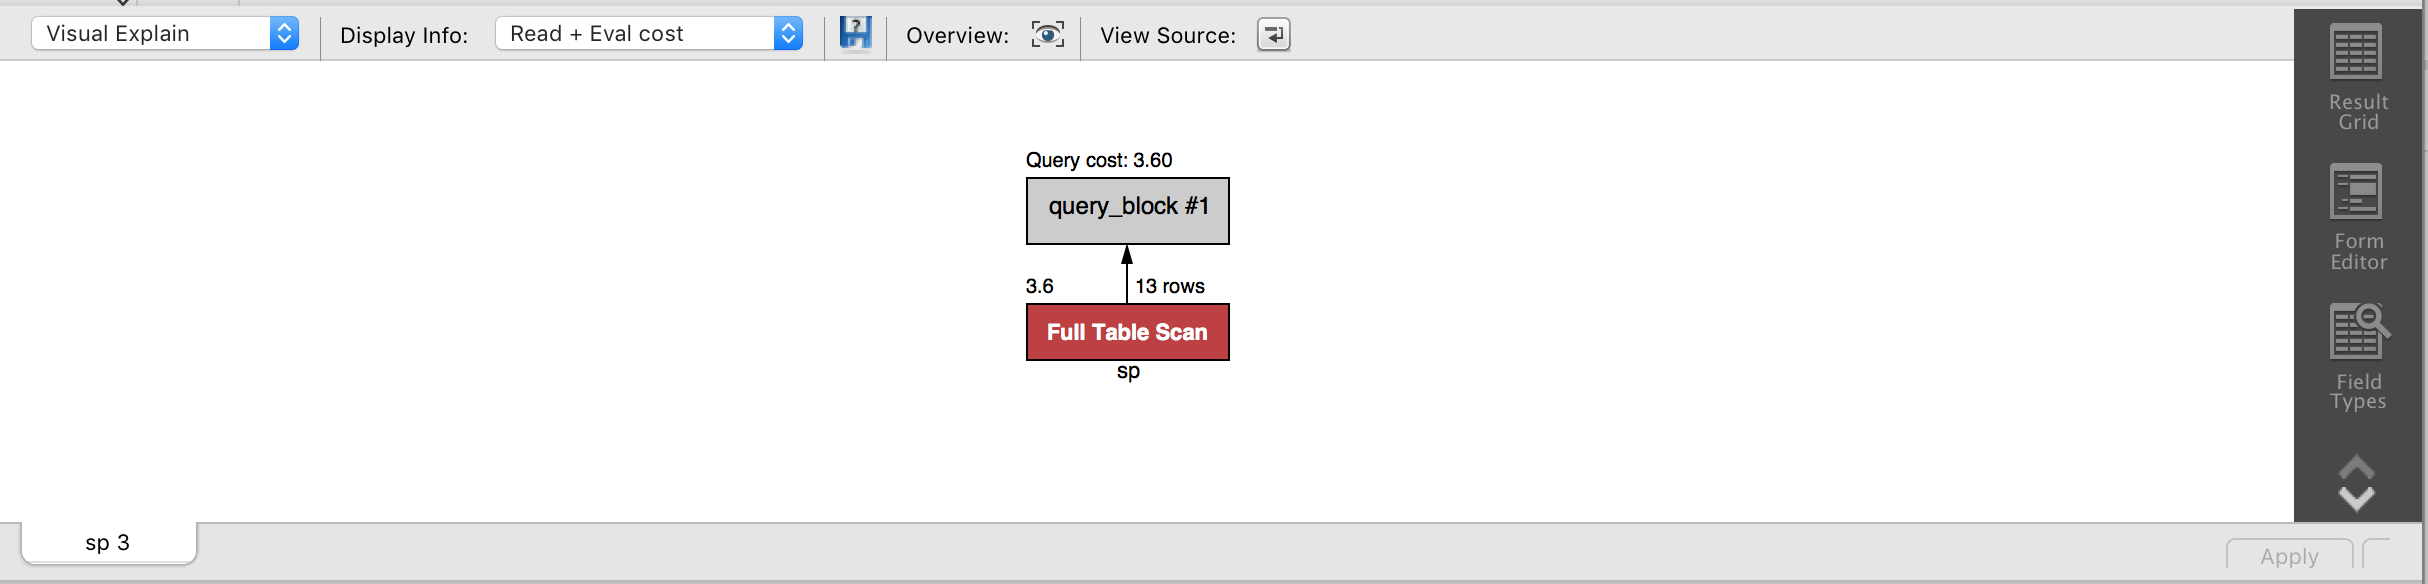 Visual Explain
Display Info:
Read + Eval cost
Overview:
View Source:
Result
Grid
Query cost: 3.60
query_block #1
3.6
13 rows
Full Table Scan
sp
Form
Editor
Field
Types
sp 3
Apply